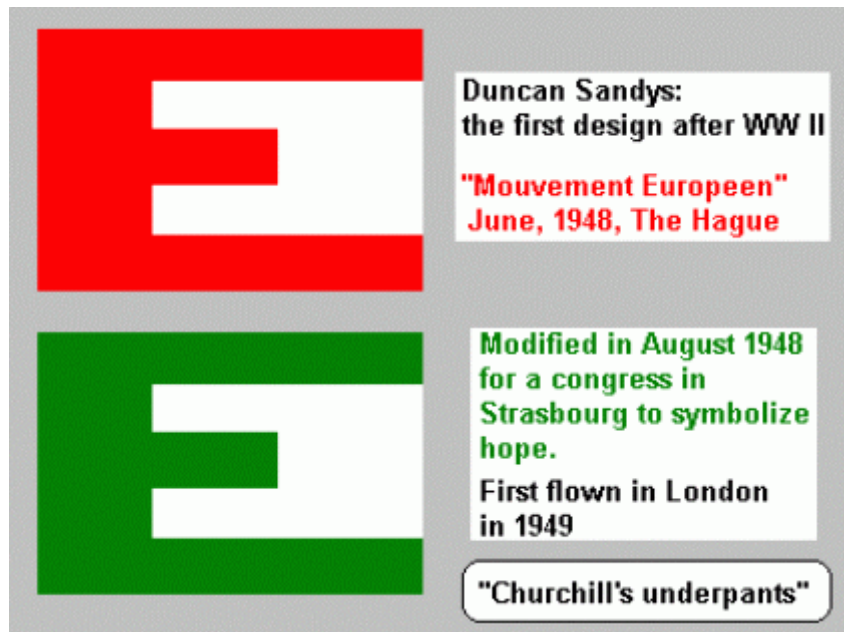 Duncan Sandys:
the first design after WW II
"Mouvement Europeen"
June, 1948, The Hague
Modified in August 1948
for a congress in
Strasbourg to symbolize
hope.
First flown in London
in 1949
"Churchill's underpants"